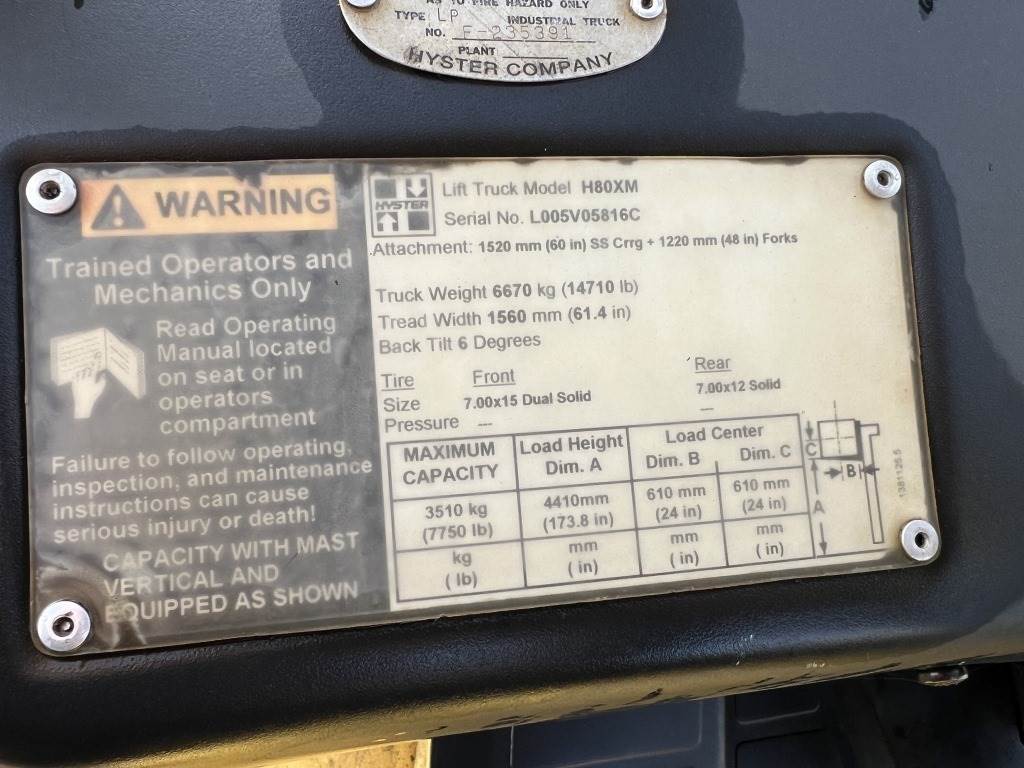 AS TO FIRE HAZARD ONLY
TYPE LP INDUSTRIAL TRUCK
NO. F-235391
PLANT
HYSTER COMPANY
WARNING
Trained Operators and
Mechanics Only
Read Operating
Manual located
on seat or in
operators
compartment
Failure to follow operating,
inspection, and maintenance
instructions can cause
serious injury or death!
CAPACITY WITH MAST
VERTICAL AND
EQUIPPED AS SHOWN
HYSTER
Lift Truck Model H80XM
Serial No. L005V05816C
Attachment: 1520 mm (60 in) SS Crrg + 1220 mm (48 in) Forks
Truck Weight 6670 kg (14710 lb)
Tread Width 1560 mm (61.4 in)
Back Tilt 6 Degrees
Tire Front Rear
Size 7.00x15 Dual Solid 7.00x12 Solid
Pressure --- ---
MAXIMUM CAPACITY Load Height Dim. A Load Center Dim. B Dim. C
3510 kg (7750 lb) 4410mm (173.8 in) 610 mm (24 in) 610 mm (24 in)
kg ( lb) mm ( in) mm ( in) mm ( in)
C
B
A
1381125.5